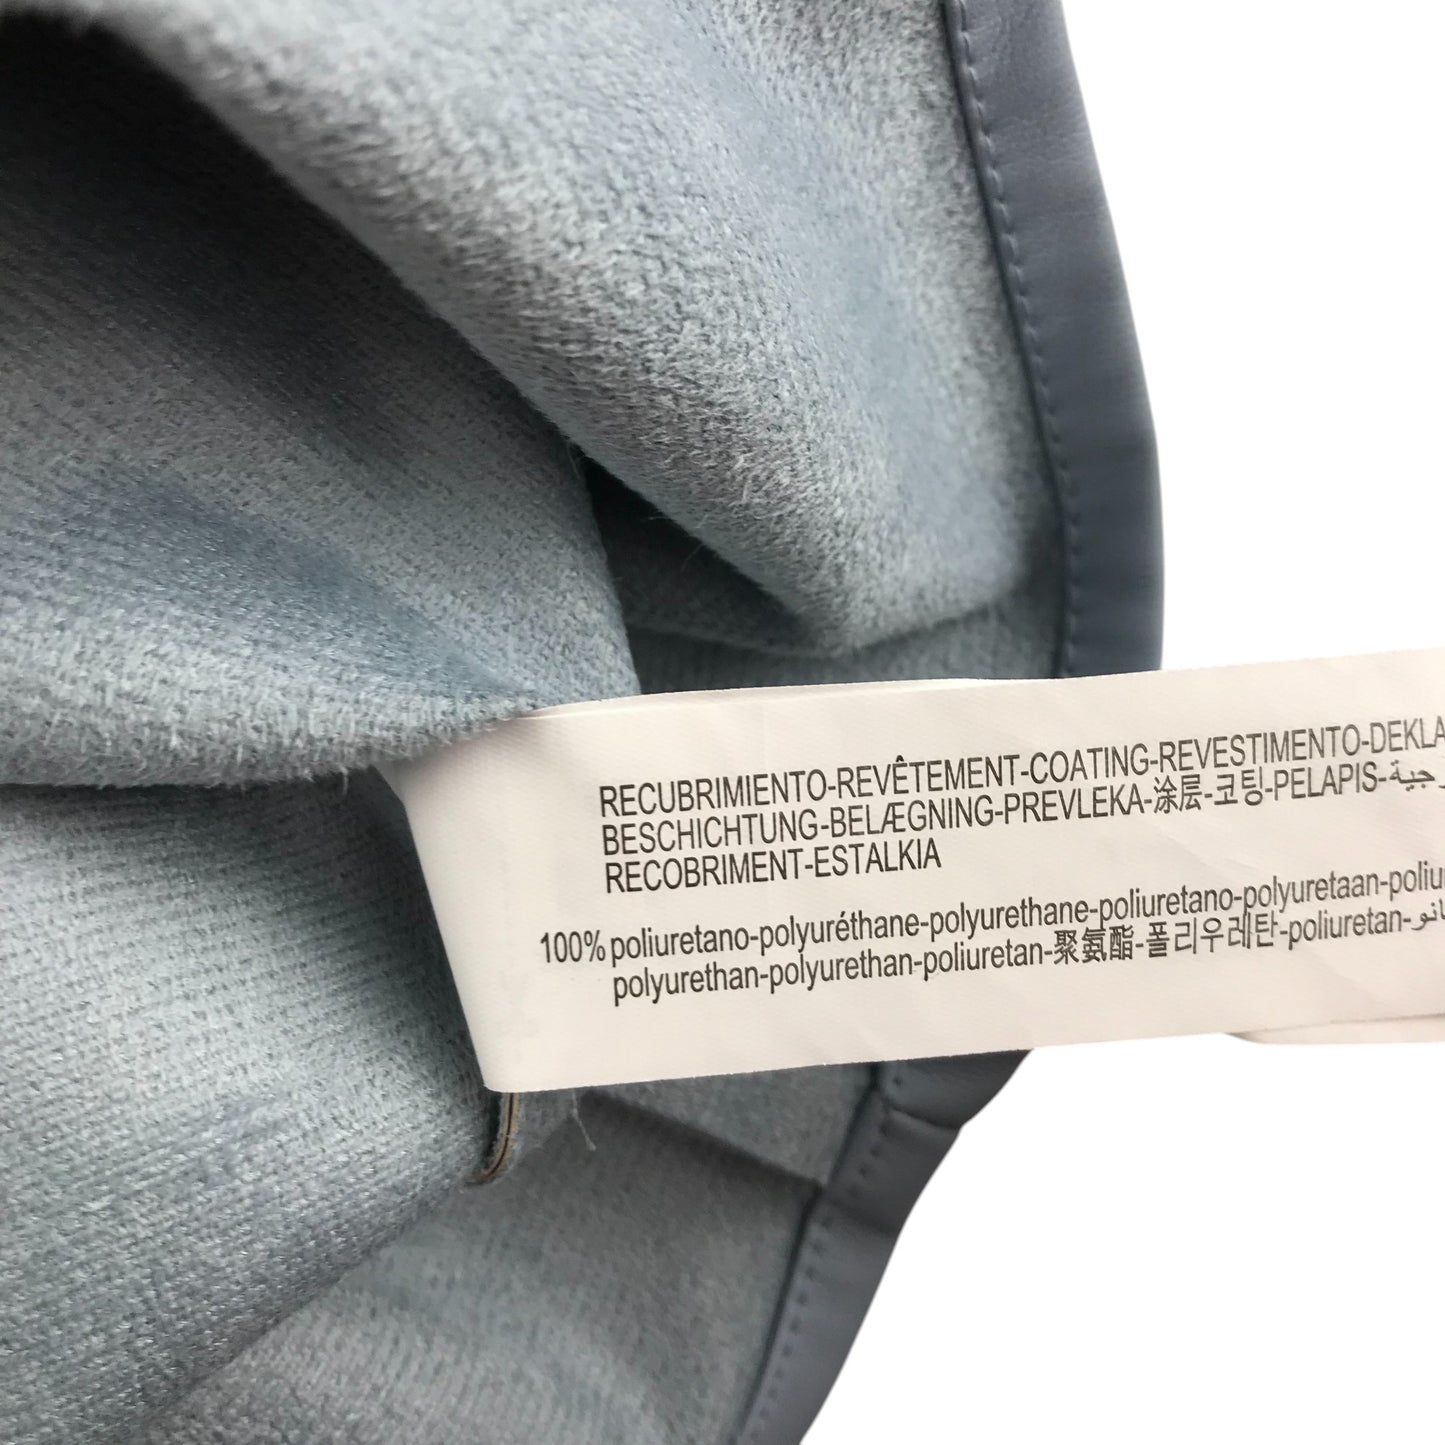 RECUBRIMIENTO-REVÊTEMENT-COATING-REVESTIMENTO-DEKLA
BESCHICHTUNG-BELÆGNING-PREVLEKA-涂层-코팅-PELAPIS-
RECOBRIMENT-ESTALKIA
100% poliuretano-polyuréthane-polyurethane-poliuretano-polyuretaan-poliu
polyurethan-polyurethan-poliuretan-聚氨酯-폴리우레탄-poliuretan-